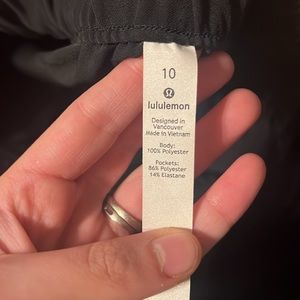 10
lululemon
Designed in
Vancouver
Made in Vietnam
Body:
100% Polyester
Pockets:
86% Polyester
14% Elastane